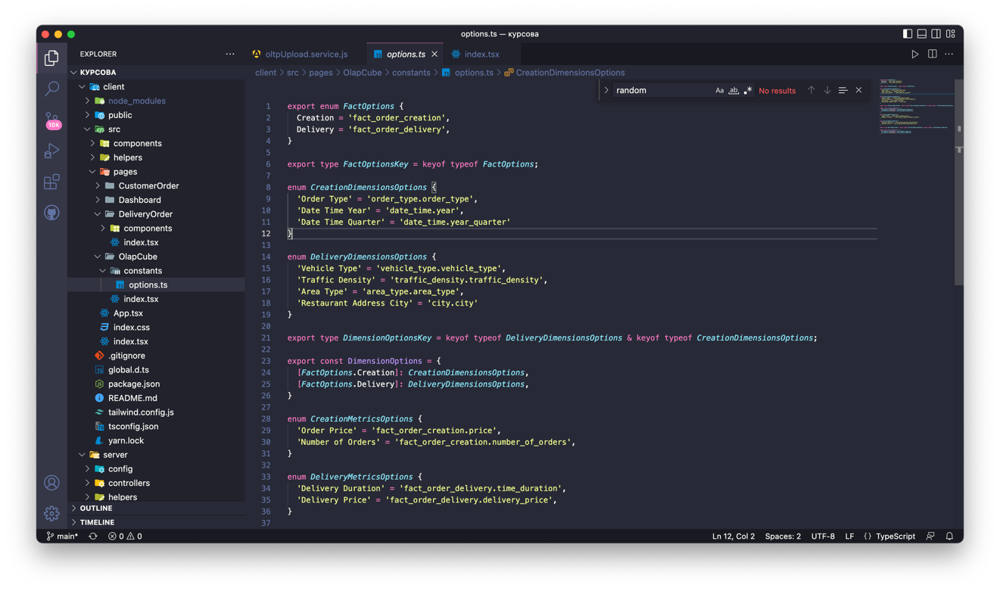 options.ts — курсова
EXPLORER
КУРСОВА
client
node_modules
public
src
components
helpers
pages
CustomerOrder
Dashboard
DeliveryOrder
components
index.tsx
OlapCube
constants
options.ts
index.tsx
App.tsx
index.css
index.tsx
.gitignore
global.d.ts
package.json
README.md
tailwind.config.js
tsconfig.json
yarn.lock
server
config
controllers
helpers
OUTLINE
TIMELINE
10K
oltpUpload.service.js
options.ts
index.tsx
client > src > pages > OlapCube > constants > options.ts > CreationDimensionsOptions
random Aa ab .* No results
1 export enum FactOptions {
2 Creation = 'fact_order_creation',
3 Delivery = 'fact_order_delivery',
4 }
5
6 export type FactOptionsKey = keyof typeof FactOptions;
7
8 enum CreationDimensionsOptions {
9 'Order Type' = 'order_type.order_type',
10 'Date Time Year' = 'date_time.year',
11 'Date Time Quarter' = 'date_time.year_quarter'
12 }
13
14 enum DeliveryDimensionsOptions {
15 'Vehicle Type' = 'vehicle_type.vehicle_type',
16 'Traffic Density' = 'traffic_density.traffic_density',
17 'Area Type' = 'area_type.area_type',
18 'Restaurant Address City' = 'city.city'
19 }
20
21 export type DimensionOptionsKey = keyof typeof DeliveryDimensionsOptions & keyof typeof CreationDimensionsOptions;
22
23 export const DimensionOptions = {
24 [FactOptions.Creation]: CreationDimensionsOptions,
25 [FactOptions.Delivery]: DeliveryDimensionsOptions,
26 }
27
28 enum CreationMetricsOptions {
29 'Order Price' = 'fact_order_creation.price',
30 'Number of Orders' = 'fact_order_creation.number_of_orders',
31 }
32
33 enum DeliveryMetricsOptions {
34 'Delivery Duration' = 'fact_order_delivery.time_duration',
35 'Delivery Price' = 'fact_order_delivery.delivery_price',
36 }
37
main* 0 0
Ln 12, Col 2 Spaces: 2 UTF-8 LF {} TypeScript